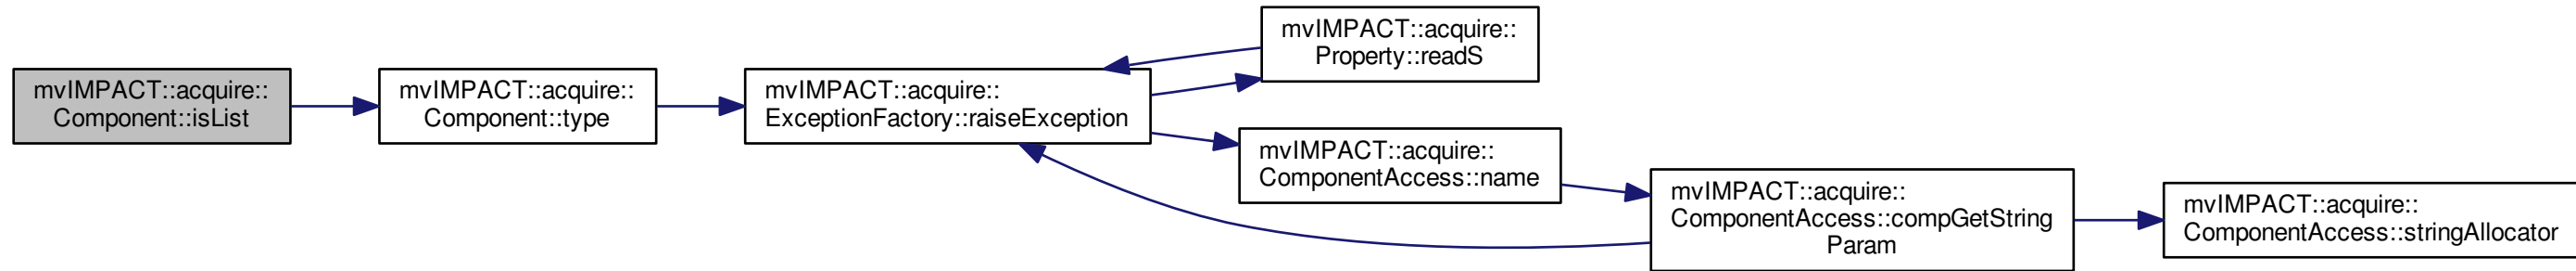 mvIMPACT::acquire::
Component::isList
mvIMPACT::acquire::
Component::type
mvIMPACT::acquire::
ExceptionFactory::raiseException
mvIMPACT::acquire::
Property::readS
mvIMPACT::acquire::
ComponentAccess::name
mvIMPACT::acquire::
ComponentAccess::compGetString
Param
mvIMPACT::acquire::
ComponentAccess::stringAllocator